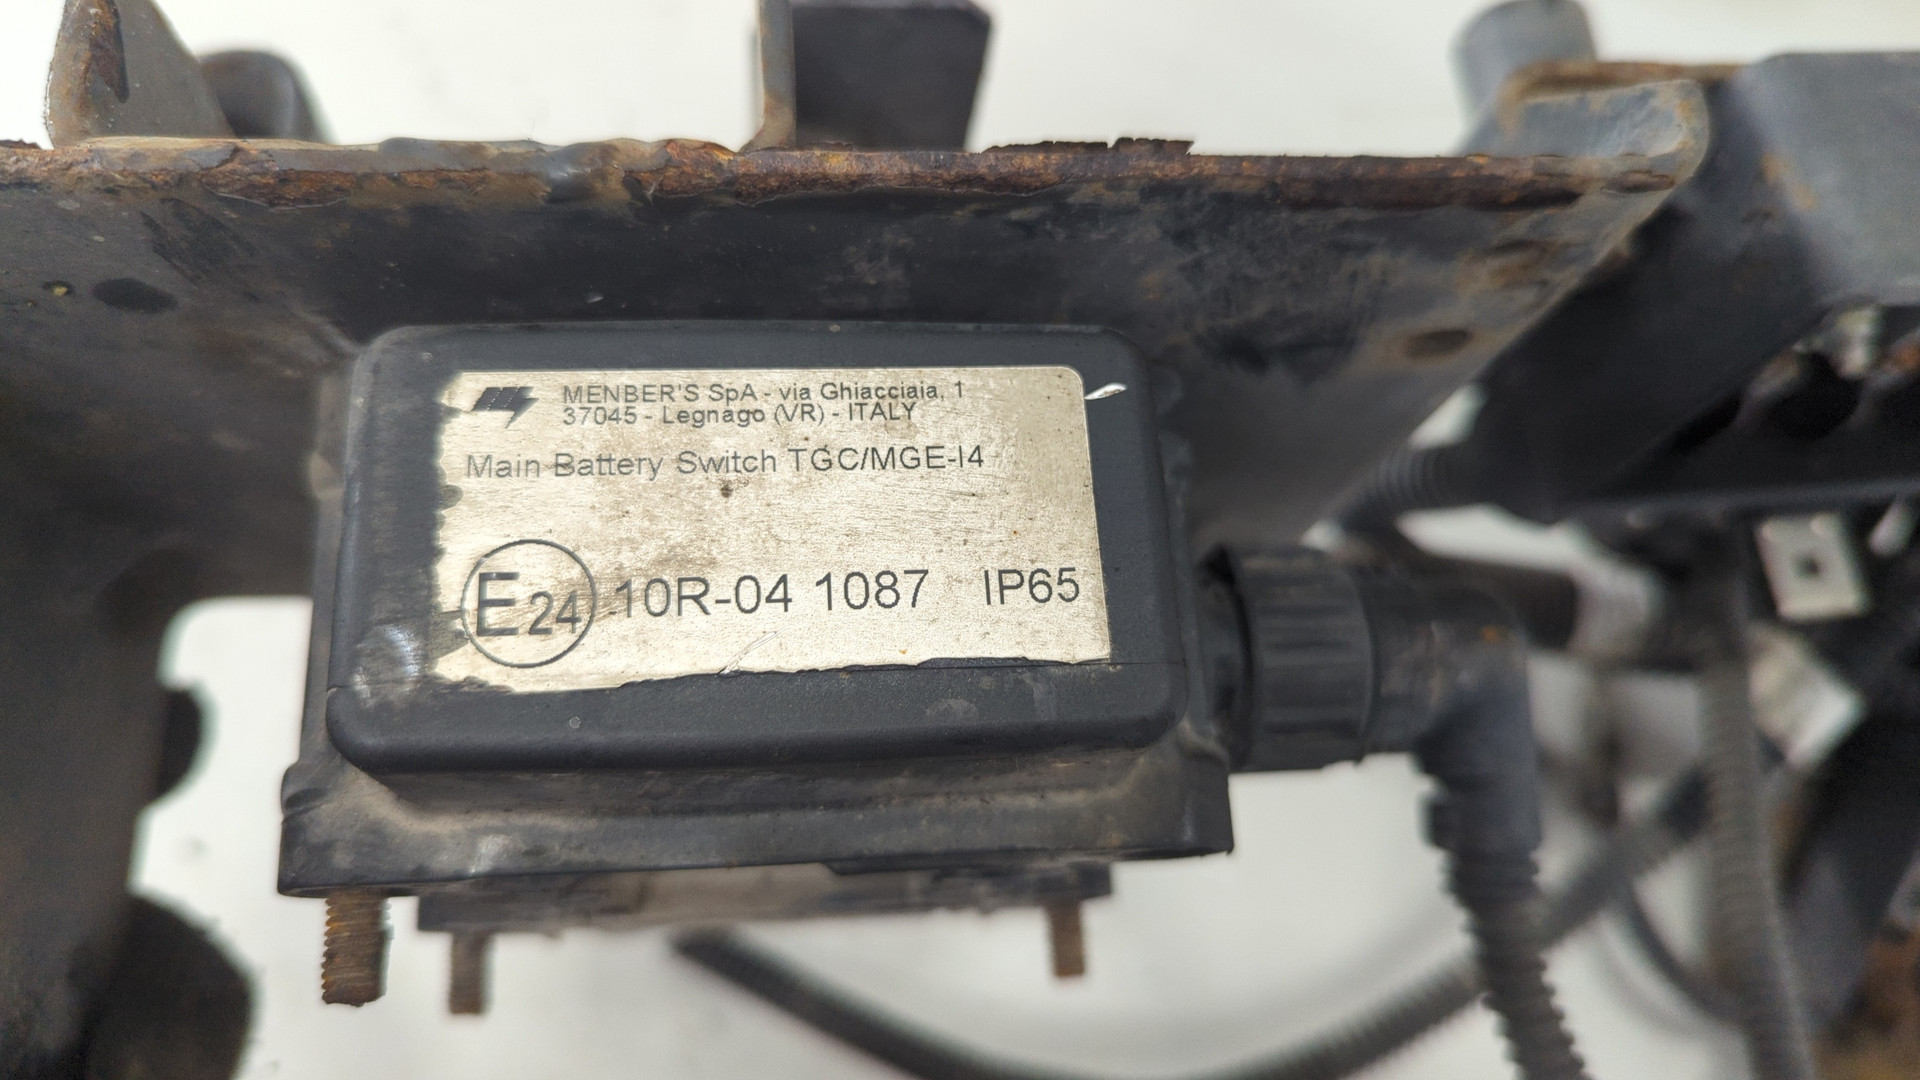 MENBER'S SpA - via Ghiacciaia, 1
37045 - Legnago (VR) - ITALY
Main Battery Switch TGC/MGE-I4
E24 10R-04 1087 IP65